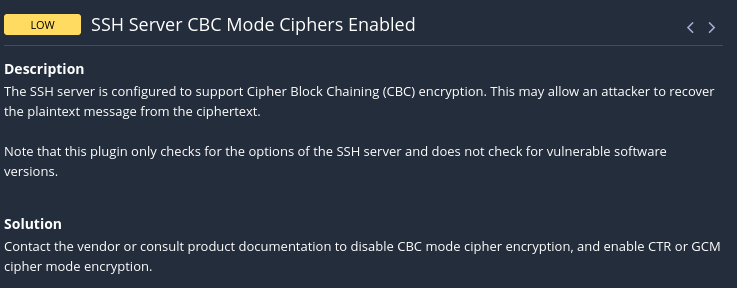 LOW SSH Server CBC Mode Ciphers Enabled
Description
The SSH server is configured to support Cipher Block Chaining (CBC) encryption. This may allow an attacker to recover
the plaintext message from the ciphertext.
Note that this plugin only checks for the options of the SSH server and does not check for vulnerable software
versions.
Solution
Contact the vendor or consult product documentation to disable CBC mode cipher encryption, and enable CTR or GCM
cipher mode encryption.